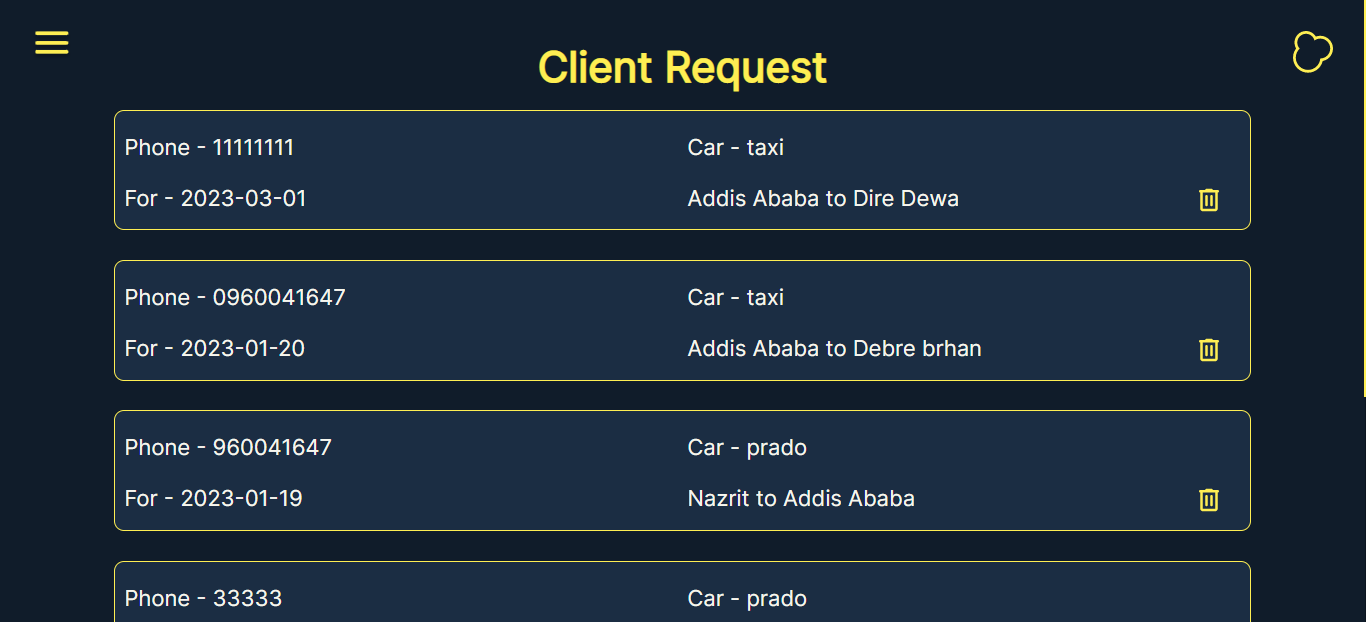 Client Request
Phone - 11111111
Car - taxi
For - 2023-03-01
Addis Ababa to Dire Dewa
Phone - 0960041647
Car - taxi
For - 2023-01-20
Addis Ababa to Debre brhan
Phone - 960041647
Car - prado
For - 2023-01-19
Nazrit to Addis Ababa
Phone - 33333
Car - prado